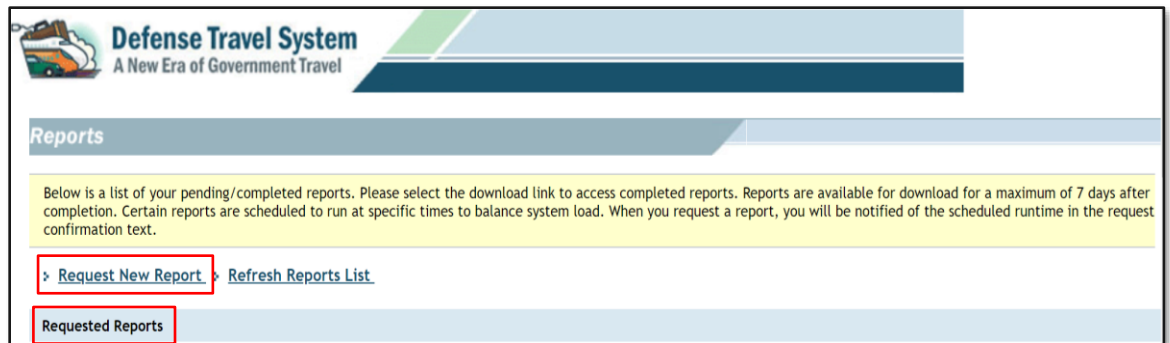 Defense Travel System
A New Era of Government Travel
Reports
Below is a list of your pending/completed reports. Please select the download link to access completed reports. Reports are available for download for a maximum of 7 days after
completion. Certain reports are scheduled to run at specific times to balance system load. When you request a report, you will be notified of the scheduled runtime in the request
confirmation text.
Request New Report Refresh Reports List
Requested Reports